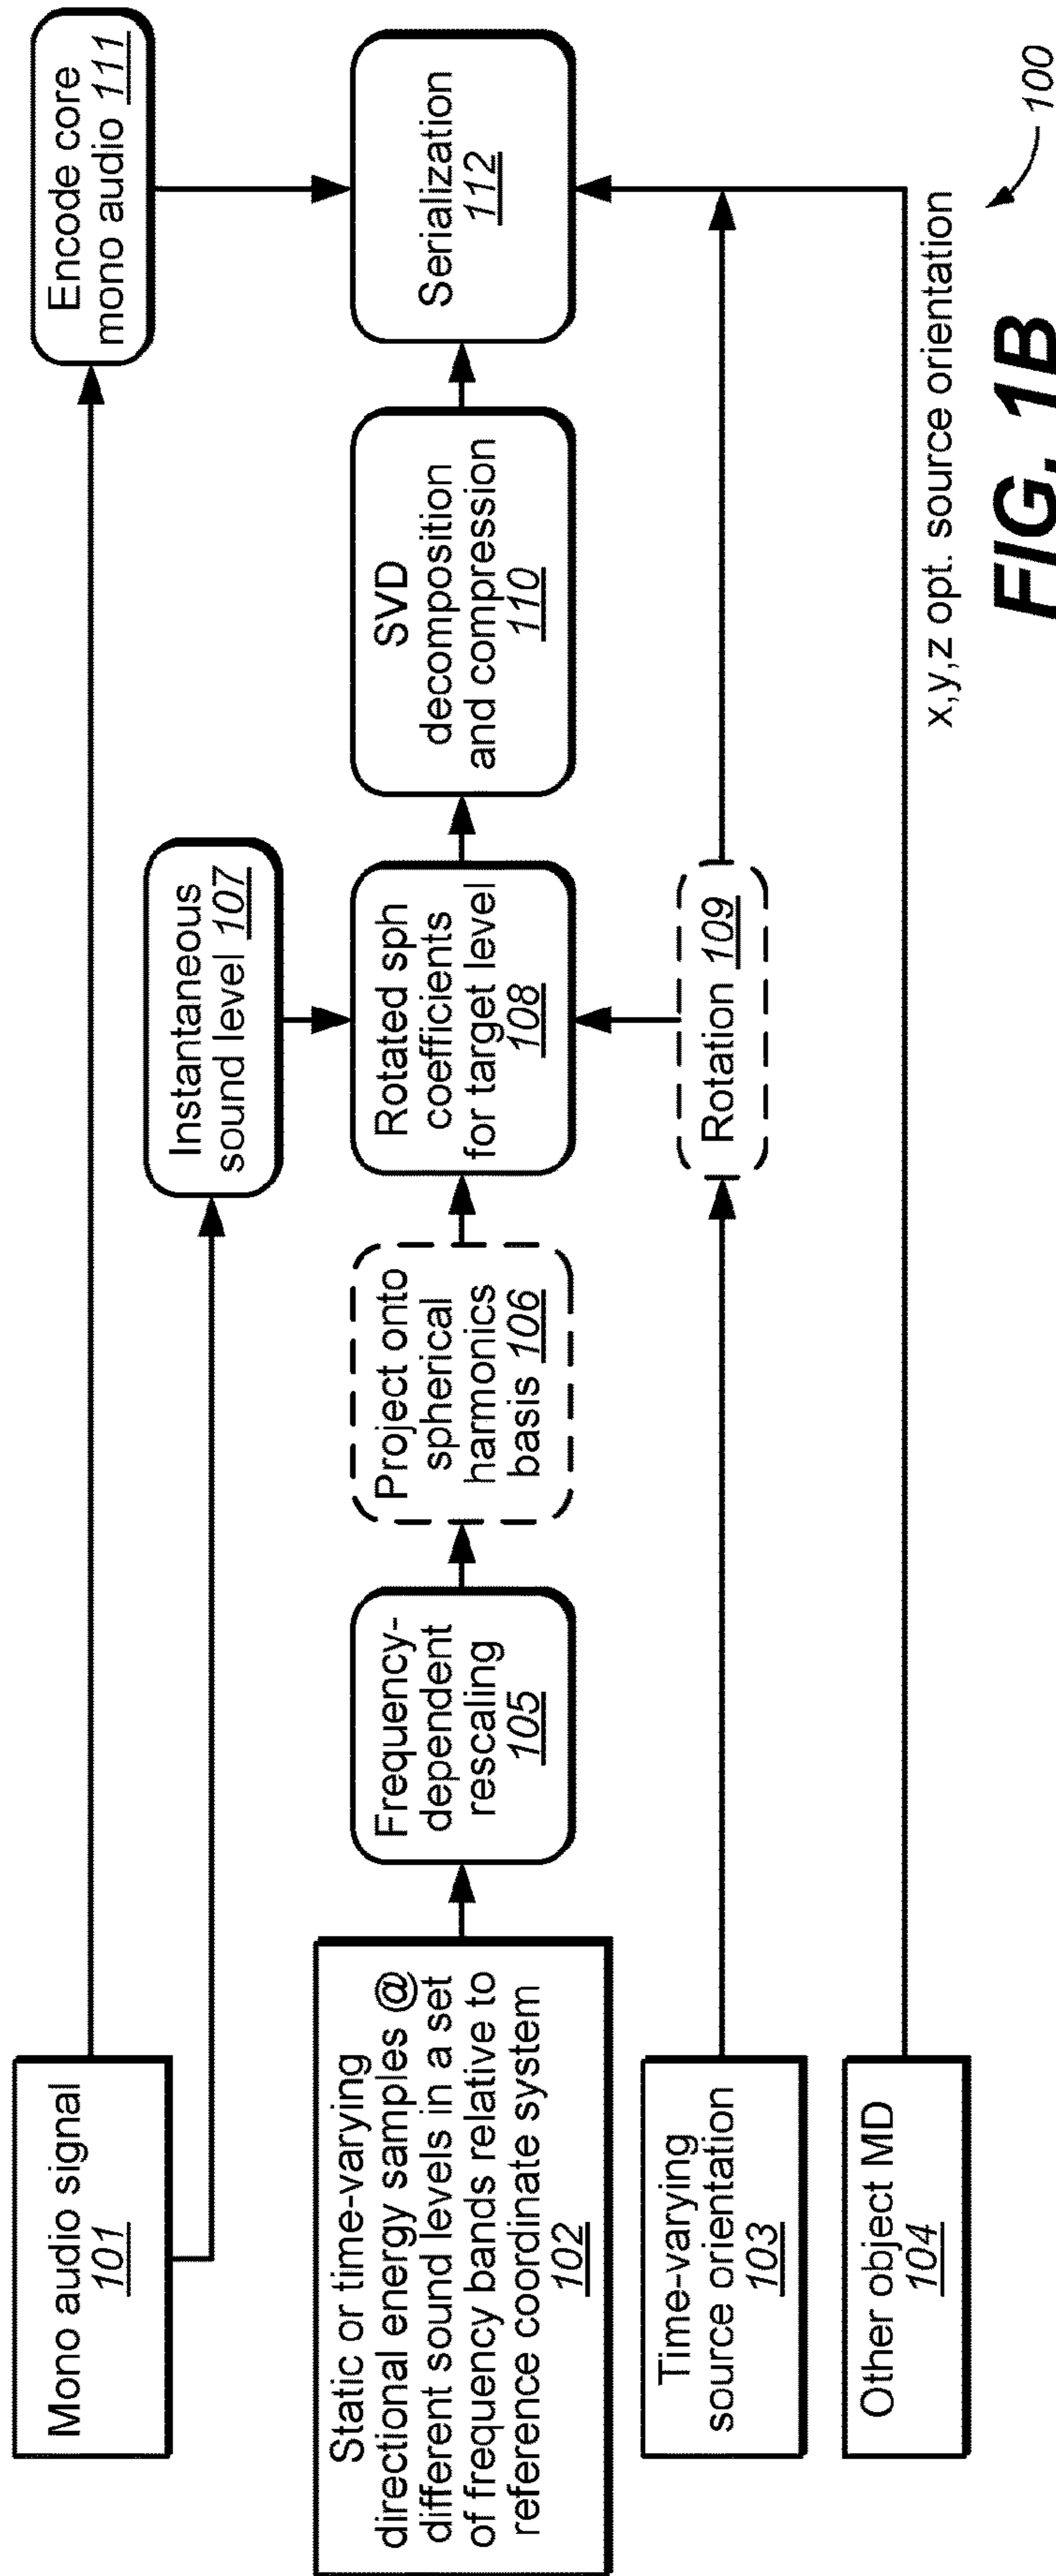 Mono audio signal
101
Encode core
mono audio 111
Instantaneous
sound level 107
Static or time-varying
directional energy samples @
different sound levels in a set
of frequency bands relative to
reference coordinate system
102
Frequency-
dependent
rescaling
105
Project onto
spherical
harmonics
basis 106
Rotated sph
coefficients
for target level
108
SVD
decomposition
and compression
110
Serialization
112
Time-varying
source orientation
103
Rotation 109
Other object MD
104
x,y,z opt. source orientation
100
FIG. 1B